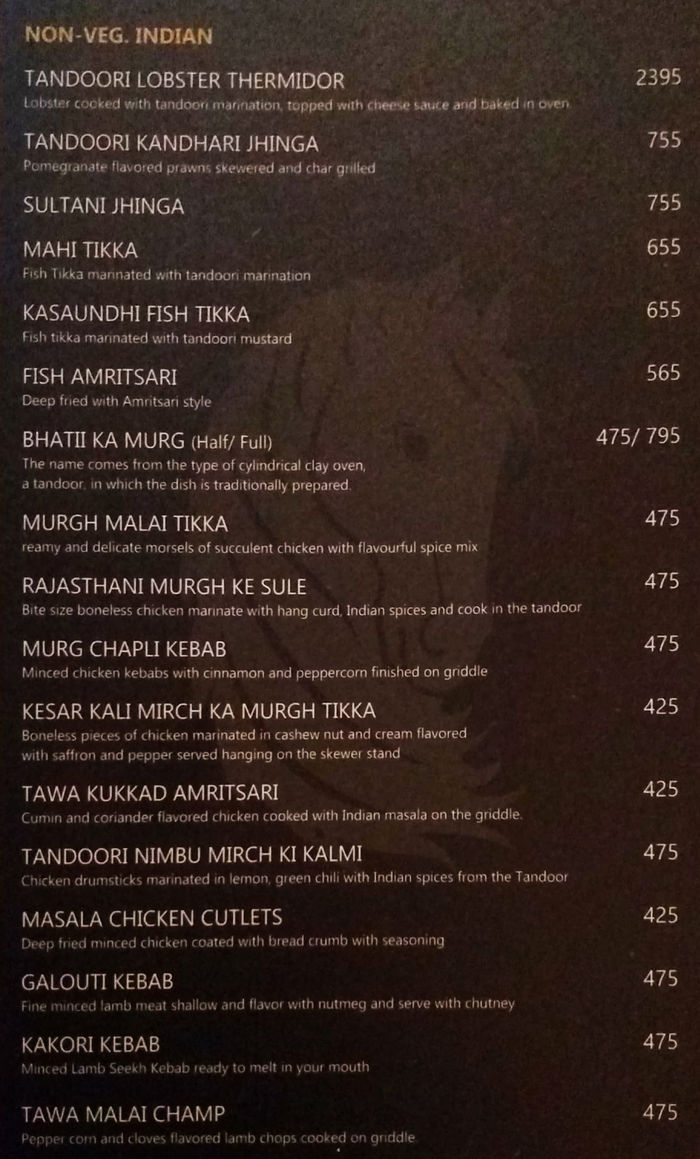 NON-VEG. INDIAN
TANDOORI LOBSTER THERMIDOR 2395
Lobster cooked with tandoori marination, topped with cheese sauce and baked in oven.
TANDOORI KANDHARI JHINGA 755
Pomegranate flavored prawns skewered and char grilled
SULTANI JHINGA 755
MAHI TIKKA 655
Fish Tikka marinated with tandoori marination
KASAUNDHI FISH TIKKA 655
Fish tikka marinated with tandoori mustard
FISH AMRITSARI 565
Deep fried with Amritsari style
BHATII KA MURG (Half/ Full) 475/ 795
The name comes from the type of cylindrical clay oven,
a tandoor, in which the dish is traditionally prepared.
MURGH MALAI TIKKA 475
reamy and delicate morsels of succulent chicken with flavourful spice mix
RAJASTHANI MURGH KE SULE 475
Bite size boneless chicken marinate with hang curd, Indian spices and cook in the tandoor
MURG CHAPLI KEBAB 475
Minced chicken kebabs with cinnamon and peppercorn finished on griddle
KESAR KALI MIRCH KA MURGH TIKKA 425
Boneless pieces of chicken marinated in cashew nut and cream flavored
with saffron and pepper served hanging on the skewer stand
TAWA KUKKAD AMRITSARI 425
Cumin and coriander flavored chicken cooked with Indian masala on the griddle.
TANDOORI NIMBU MIRCH KI KALMI 475
Chicken drumsticks marinated in lemon, green chili with Indian spices from the Tandoor
MASALA CHICKEN CUTLETS 425
Deep fried minced chicken coated with bread crumb with seasoning
GALOUTI KEBAB 475
Fine minced lamb meat shallow and flavor with nutmeg and serve with chutney
KAKORI KEBAB 475
Minced Lamb Seekh Kebab ready to melt in your mouth
TAWA MALAI CHAMP 475
Pepper corn and cloves flavored lamb chops cooked on griddle.